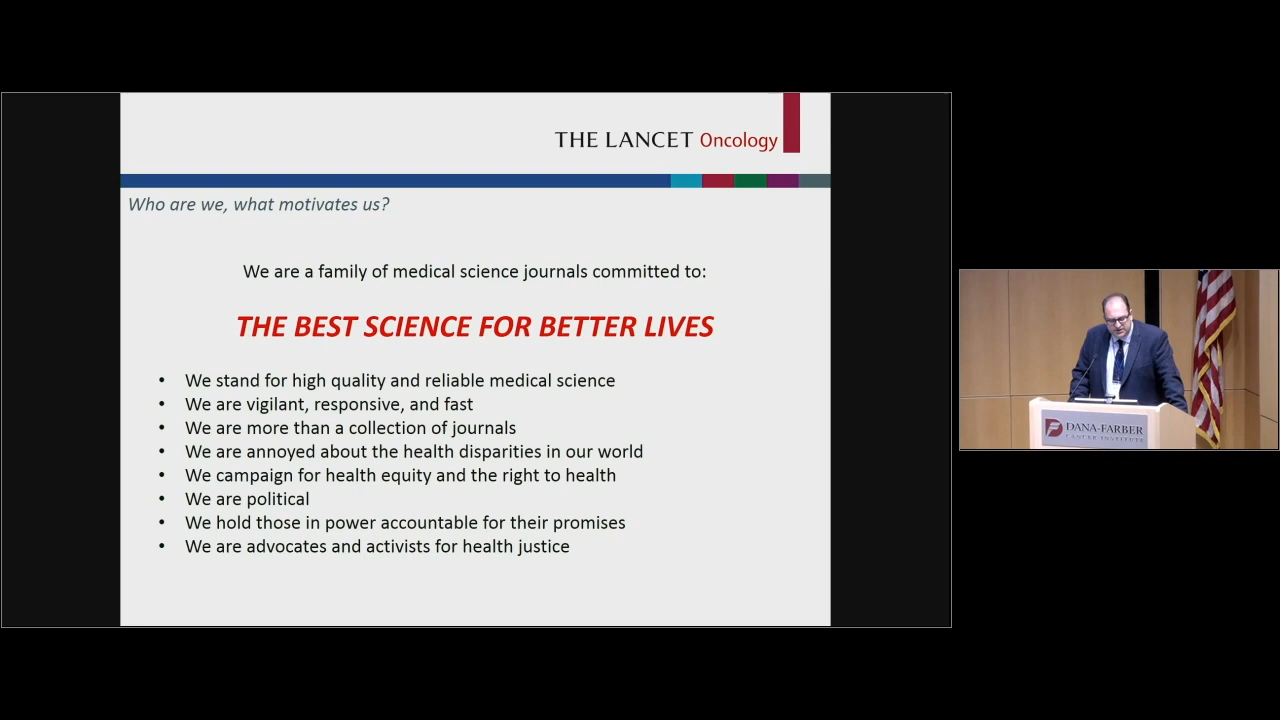 THE LANCET Oncology
Who are we, what motivates us?
We are a family of medical science journals committed to:
THE BEST SCIENCE FOR BETTER LIVES
• We stand for high quality and reliable medical science
• We are vigilant, responsive, and fast
• We are more than a collection of journals
• We are annoyed about the health disparities in our world
• We campaign for health equity and the right to health
• We are political
• We hold those in power accountable for their promises
• We are advocates and activists for health justice
DANA-FARBER
CANCER INSTITUTE